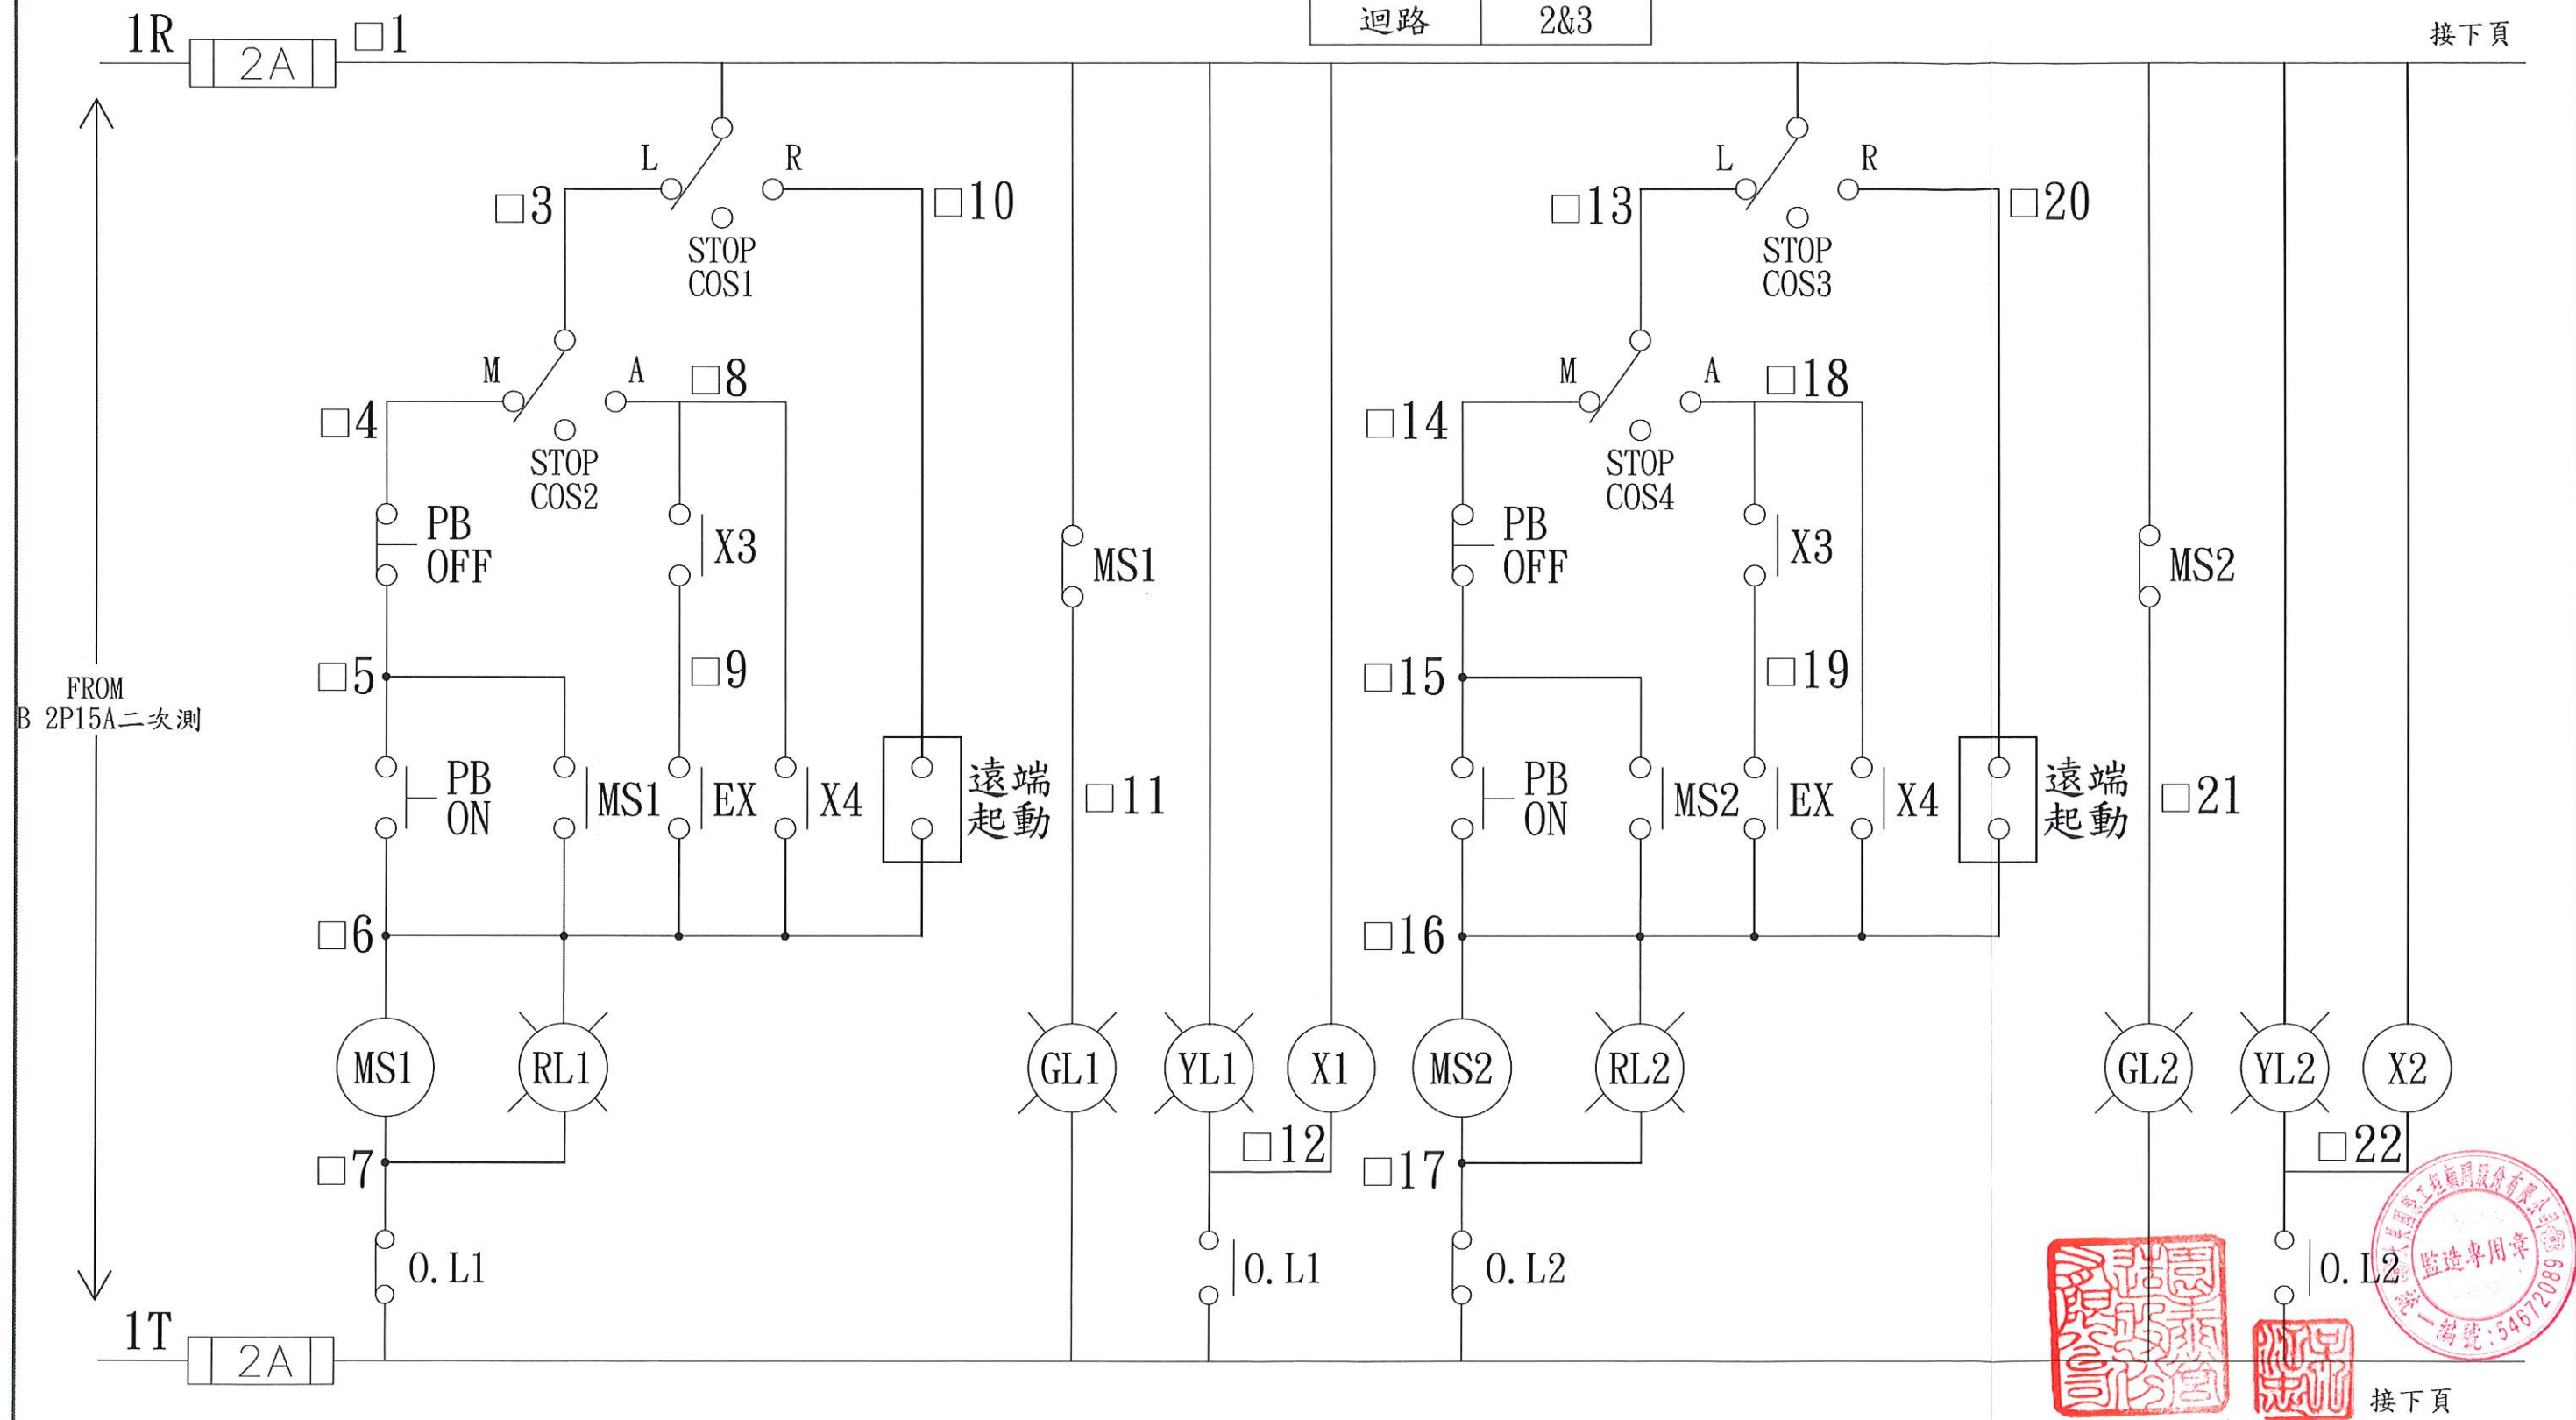 迴路 2&3
1R 2A □1 接下頁
L R L R
□3 □10 □13 □20
STOP STOP
COS1 COS3
M A □8 M A □18
□4 □14
STOP STOP
COS2 COS4
PB X3 PB X3
OFF OFF
MS1 MS2
□5 □9 □15 □19
FROM
B 2P15A二次測
PB MS1 EX X4 遠端 □11 PB MS2 EX X4 遠端 □21
ON 起動 ON 起動
□6 □16
MS1 RL1 GL1 YL1 X1 MS2 RL2 GL2 YL2 X2
□12 □22
□7 □17
O.L1 O.L1 O.L2 O.L2
1T 2A
接下頁
監造專用章
統一編號:54672089